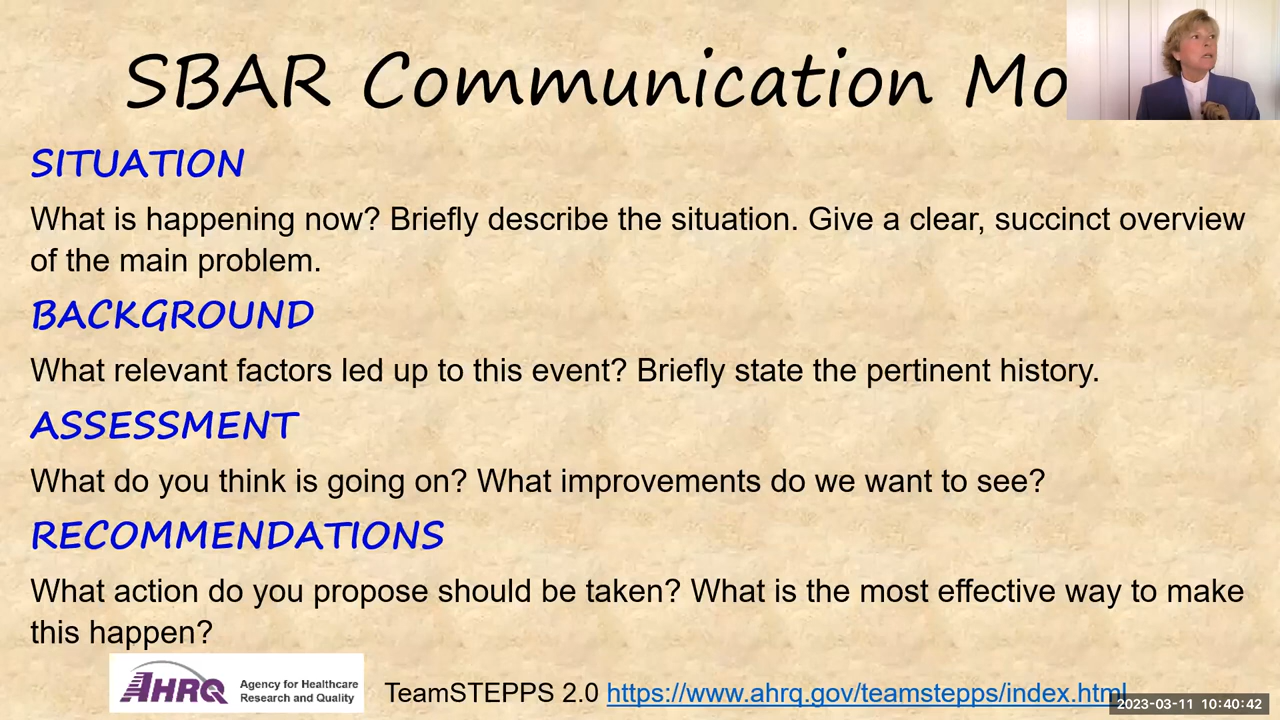 SBAR Communication Mo
SITUATION
What is happening now? Briefly describe the situation. Give a clear, succinct overview
of the main problem.
BACKGROUND
What relevant factors led up to this event? Briefly state the pertinent history.
ASSESSMENT
What do you think is going on? What improvements do we want to see?
RECOMMENDATIONS
What action do you propose should be taken? What is the most effective way to make
this happen?
AHRQ
Agency for Healthcare
Research and Quality
TeamSTEPPS 2.0 https://www.ahrq.gov/teamstepps/index.html
2023-03-11 10:40:42